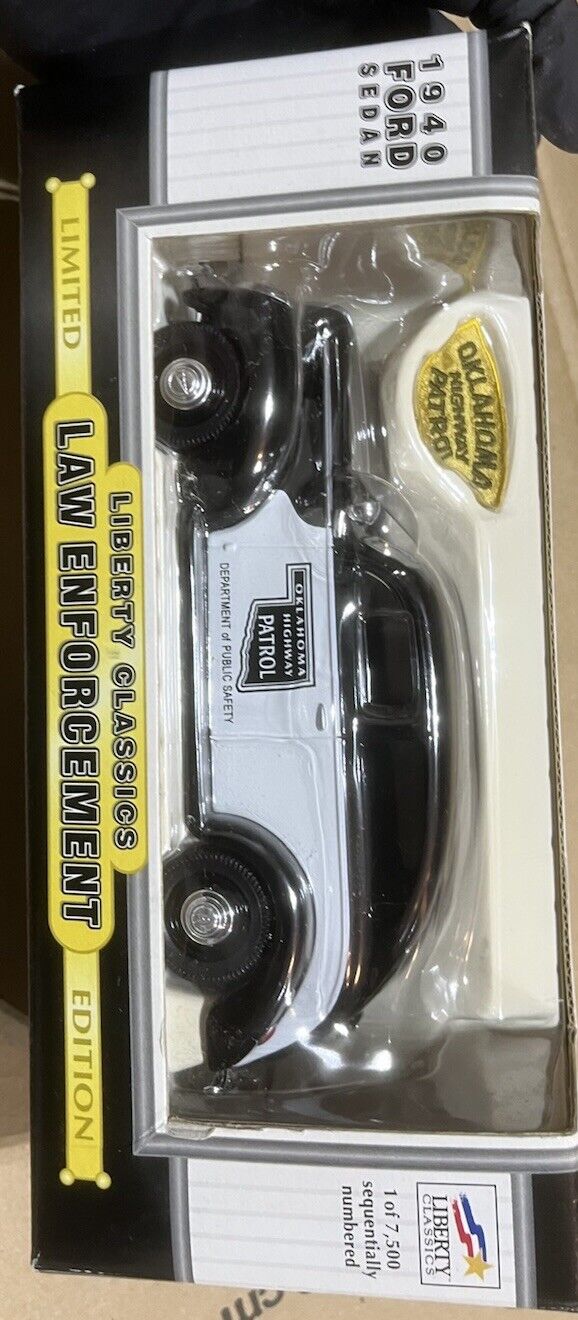 1940
FORD
SEDAN
OKLAHOMA
HIGHWAY
PATROL
OKLAHOMA
HIGHWAY
PATROL
DEPARTMENT of PUBLIC SAFETY
LIBERTY
CLASSICS
1 of 7,500
sequentially
numbered
LIBERTY CLASSICS
LIMITED LAW ENFORCEMENT EDITION